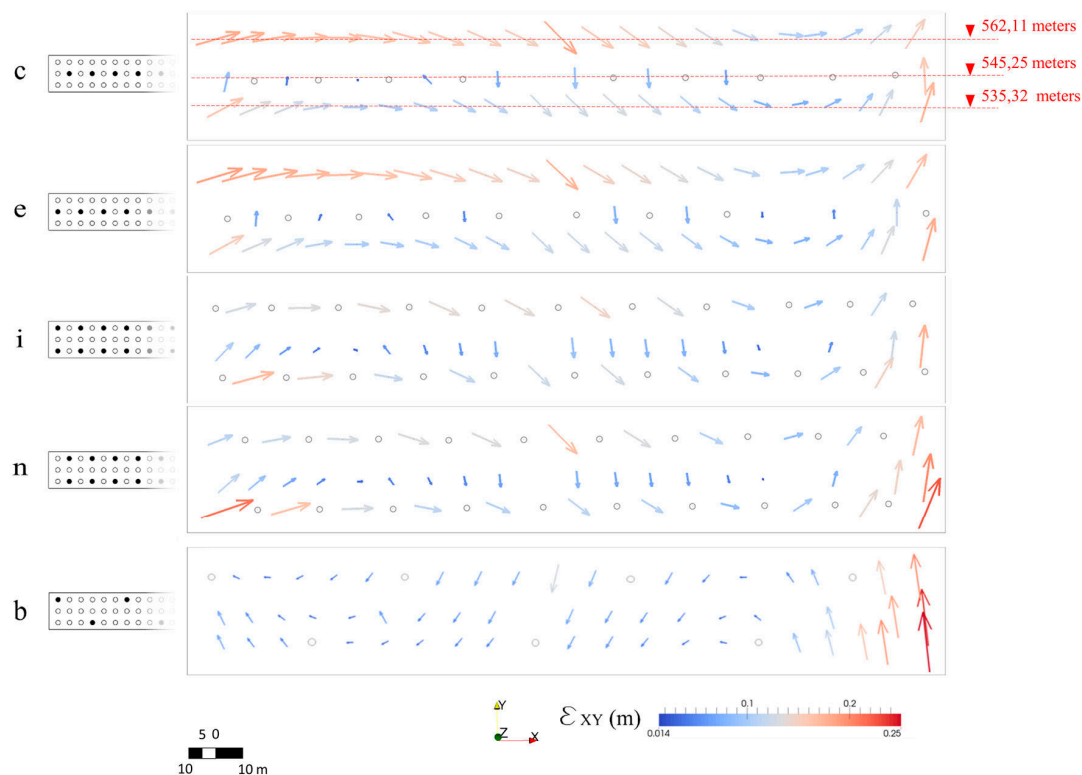 562,11 meters
c
545,25 meters
535,32 meters
e
i
n
b
Y
Z
X
ℰ XY (m)
0.1
0.2
0.014
0.25
5 0
10
10 m